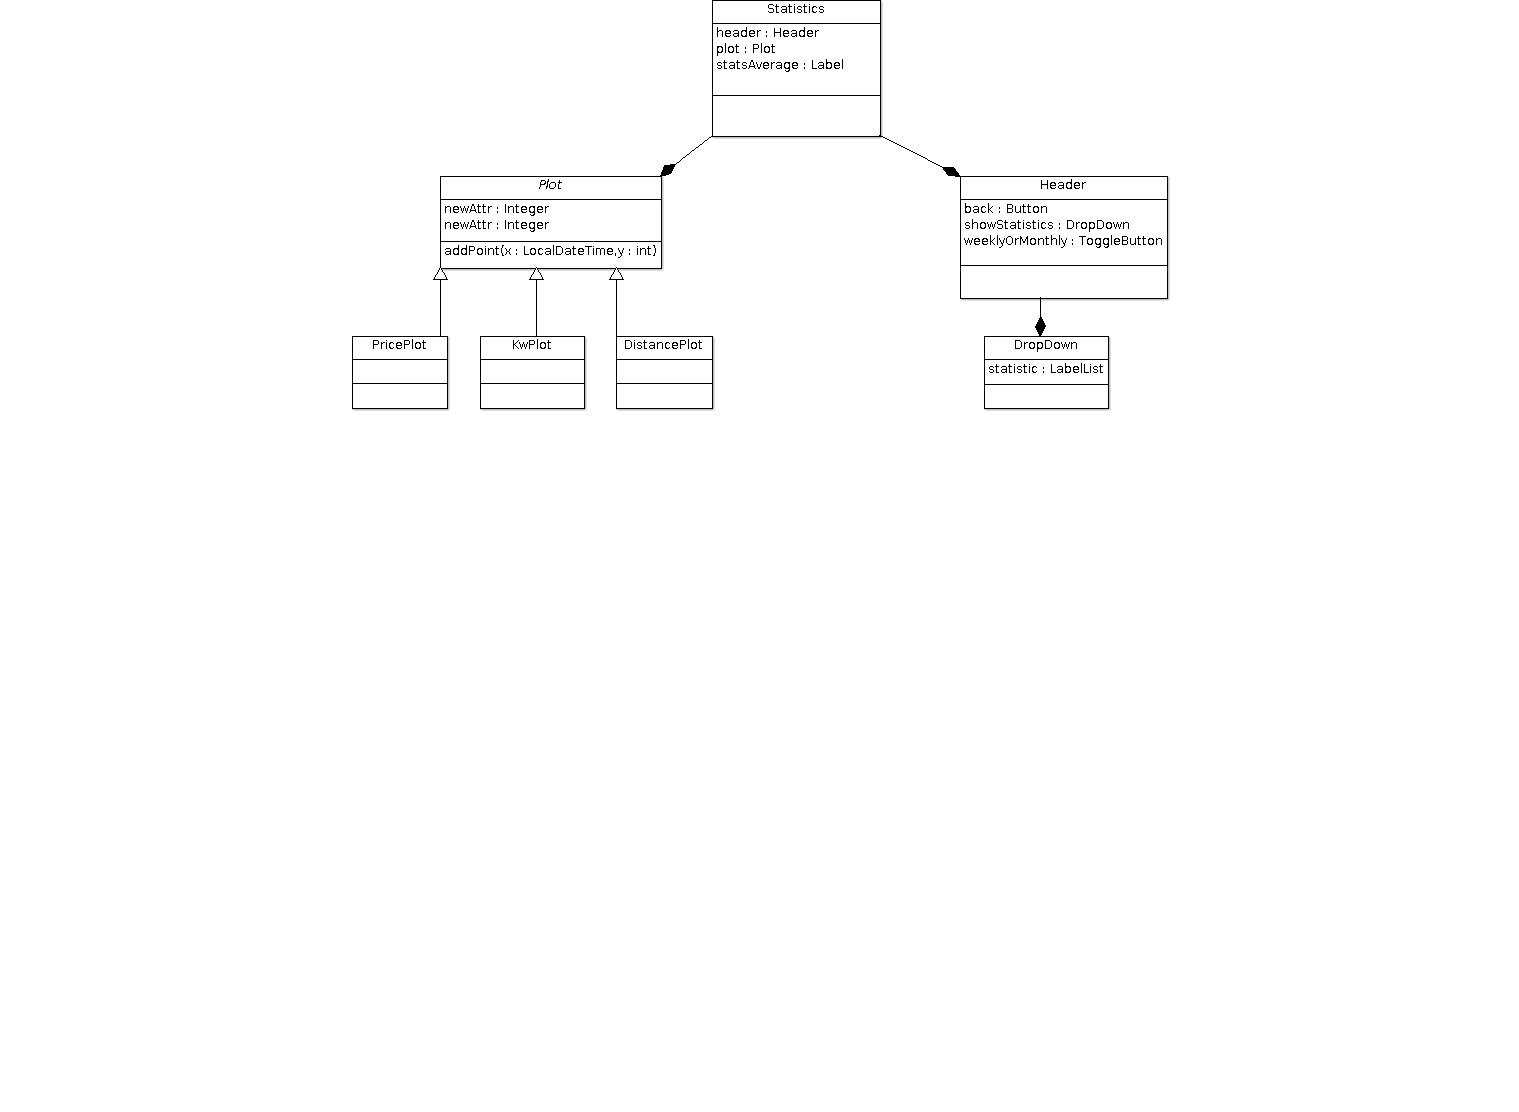 Statistics
header : Header
plot : Plot
statsAverage : Label
Plot
newAttr : Integer
newAttr : Integer
addPoint(x : LocalDateTime,y : int)
Header
back : Button
showStatistics : DropDown
weeklyOrMonthly : ToggleButton
PricePlot
KwPlot
DistancePlot
DropDown
statistic : LabelList